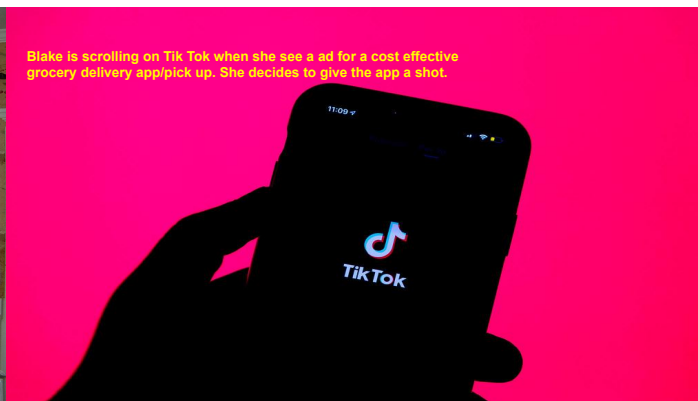 Blake is scrolling on Tik Tok when she see a ad for a cost effective
grocery delivery app/pick up. She decides to give the app a shot.
11:09
TikTok